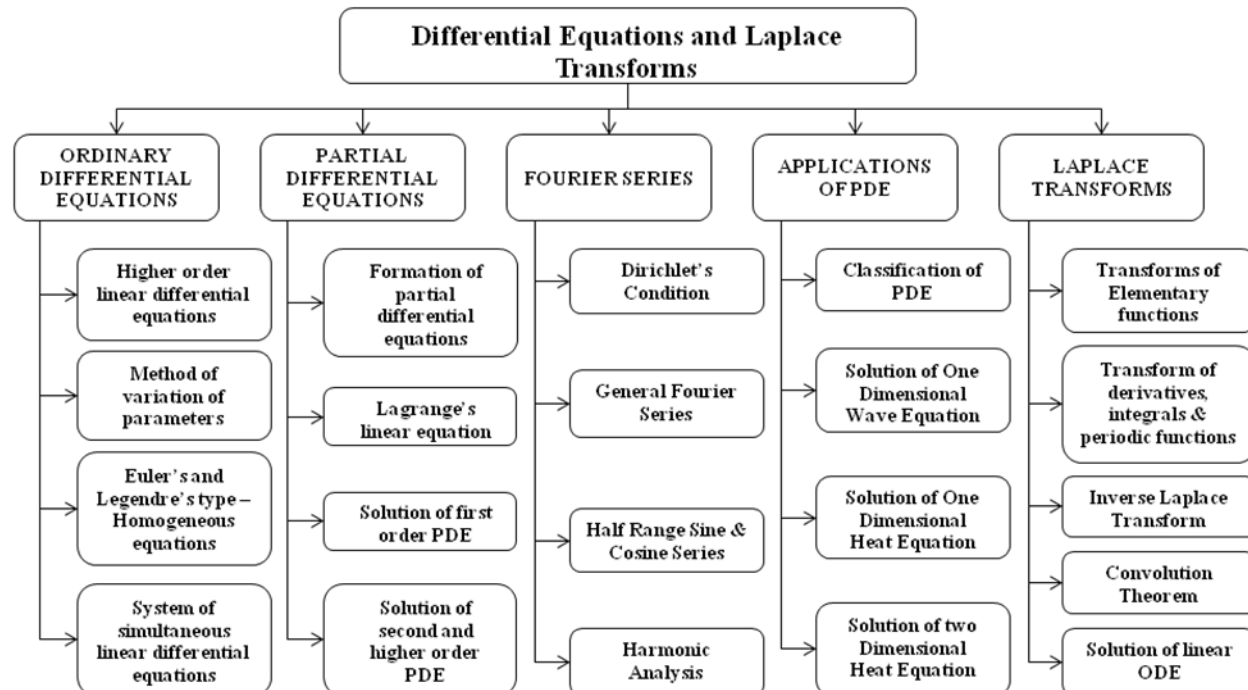 Differential Equations and Laplace
Transforms
ORDINARY
DIFFERENTIAL
EQUATIONS
Higher order
linear differential
equations
Method of
variation of
parameters
Euler's and
Legendre's type –
Homogeneous
equations
System of
simultaneous
linear differential
equations
PARTIAL
DIFFERENTIAL
EQUATIONS
Formation of
partial
differential
equations
Lagrange's
linear equation
Solution of first
order PDE
Solution of
second and
higher order
PDE
FOURIER SERIES
Dirichlet's
Condition
General Fourier
Series
Half Range Sine &
Cosine Series
Harmonic
Analysis
APPLICATIONS
OF PDE
Classification of
PDE
Solution of One
Dimensional
Wave Equation
Solution of One
Dimensional
Heat Equation
Solution of two
Dimensional
Heat Equation
LAPLACE
TRANSFORMS
Transforms of
Elementary
functions
Transform of
derivatives,
integrals &
periodic functions
Inverse Laplace
Transform
Convolution
Theorem
Solution of linear
ODE